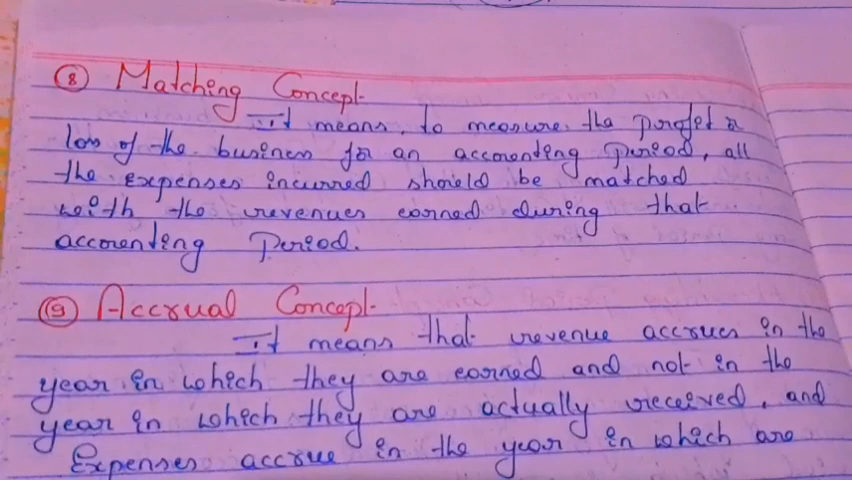 ⑧ Matching Concept-
It means, to measure the profit or
loss of the business for an accounting Period, all
the expenses incurred should be matched
with the revenues earned during that
accounting Period.
⑨ Accrual Concept-
It means that revenue accrues in the
year in which they are earned and not in the
year in which they are actually received, and
Expenses accrue in the year in which are